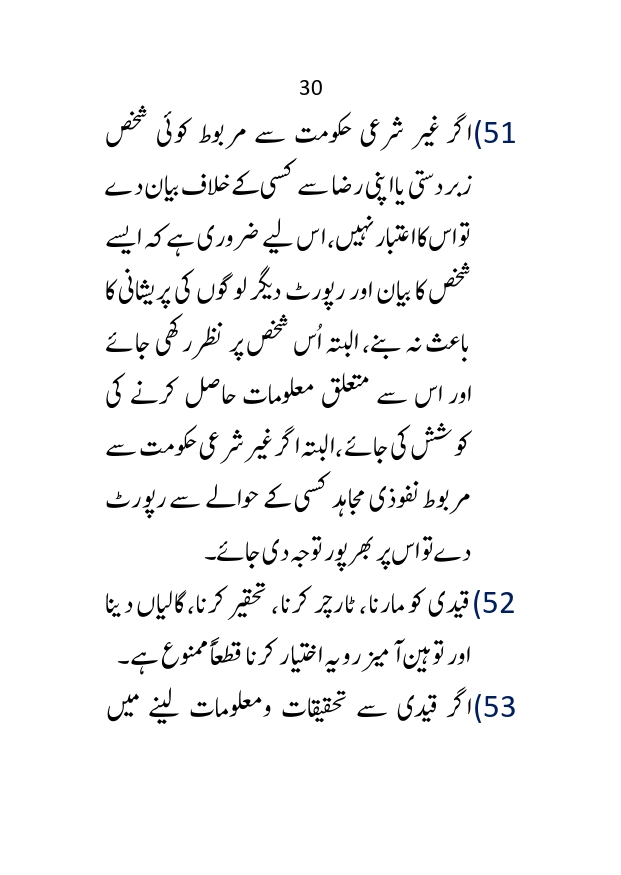 30
51) اگر غیر شرعی حکومت سے مربوط کوئی شخص
زبردستی یااپنی رضا سے کسی کے خلاف بیان دے
تو اس کااعتبار نہیں،اس لیے ضروری ہے کہ ایسے
شخص کا بیان اور رپورٹ دیگر لوگوں کی پریشانی کا
باعث نہ بنے، البتہ اُس شخص پر نظر رکھی جائے
اور اس سے متعلق معلومات حاصل کرنے کی
کوشش کی جائے،البتہ اگر غیر شرعی حکومت سے
مربوط نفوذی مجاہد کسی کے حوالے سے رپورٹ
دے تو اس پر بھرپور توجہ دی جائے۔
52) قیدی کو مارنا، ٹارچر کرنا، تحقیر کرنا، گالیاں دینا
اور توہین آمیز رویہ اختیار کرنا قطعاً ممنوع ہے۔
53) اگر قیدی سے تحقیقات ومعلومات لینے میں